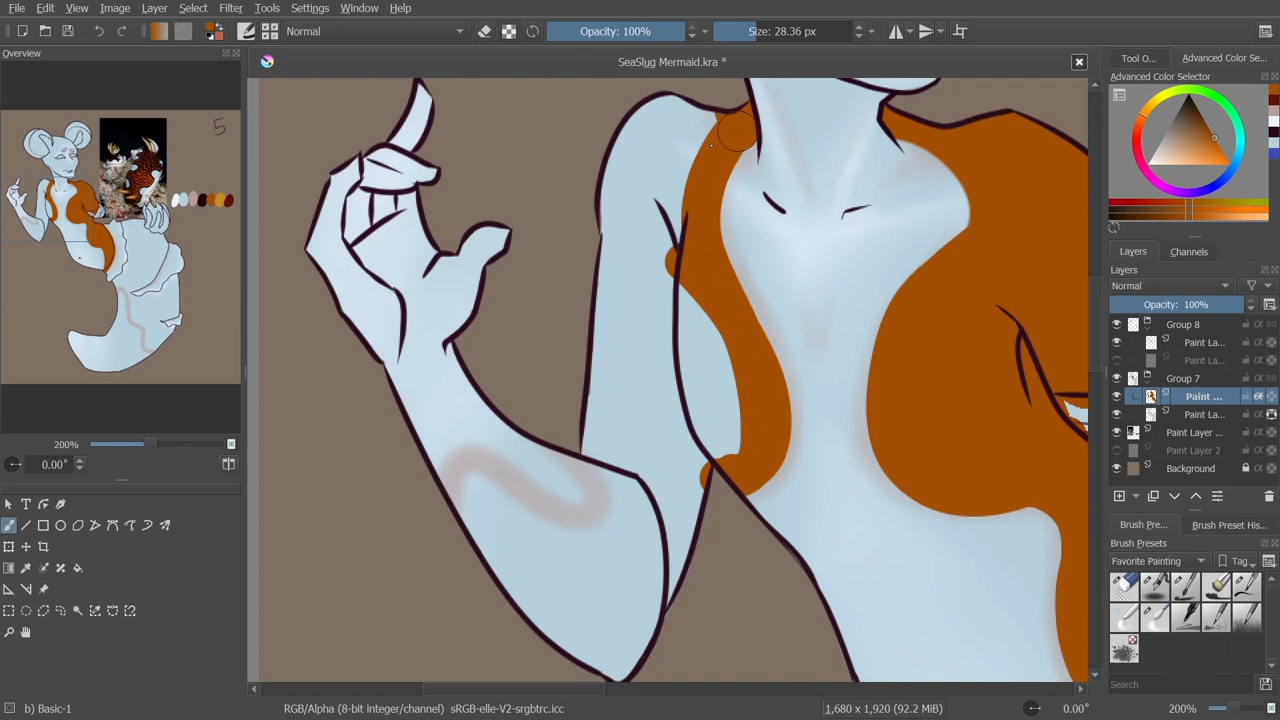 File Edit View Image Layer Select Filter Tools Settings Window Help
Normal Opacity: 100% Size: 28.36 px
Overview
SeaSlug Mermaid.kra *
Tool O... Advanced Color Se...
Advanced Color Selector
5
Layers Channels
Layers
Normal
Opacity: 100%
Group 8
Paint La...
Paint La...
Group 7
Paint ...
Paint La...
Paint Layer ...
Paint Layer 2
Background
200%
0.00°
Brush Pre... Brush Preset His...
Brush Presets
Favorite Painting Tag
Search
b) Basic-1 RGB/Alpha (8-bit integer/channel) sRGB-elle-V2-srgbtrc.icc 1,680 x 1,920 (92.2 MiB) 0.00° 200%